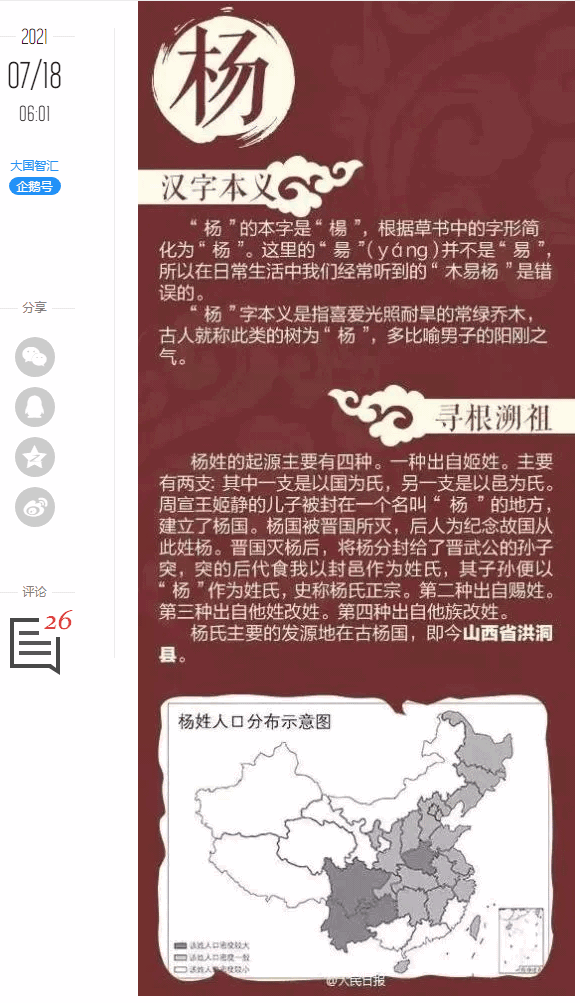 2021
07/18
06:01
大国智汇
企鹅号
分享
评论
26
杨
汉字本义
“杨”的本字是“楊”，根据草书中的字形简
化为“杨”。这里的“昜”(yáng)并不是“易”，
所以在日常生活中我们经常听到的“木易杨”是错
误的。
“杨”字本义是指喜爱光照耐旱的常绿乔木，
古人就称此类的树为“杨”，多比喻男子的阳刚之
气。
寻根溯祖
杨姓的起源主要有四种。一种出自姬姓。主要
有两支：其中一支是以国为氏，另一支是以邑为氏。
周宣王姬静的儿子被封在一个名叫“杨”的地方，
建立了杨国。杨国被晋国所灭，后人为纪念故国从
此姓杨。晋国灭杨后，将杨分封给了晋武公的孙子
突，突的后代食我以封邑作为姓氏，其子孙便以
“杨”作为姓氏，史称杨氏正宗。第二种出自赐姓。
第三种出自他姓改姓。第四种出自他族改姓。
杨氏主要的发源地在古杨国，即今山西省洪洞
县。
杨姓人口分布示意图
该姓人口密度较大
该姓人口密度一般
该姓人口密度较小
@人民日报